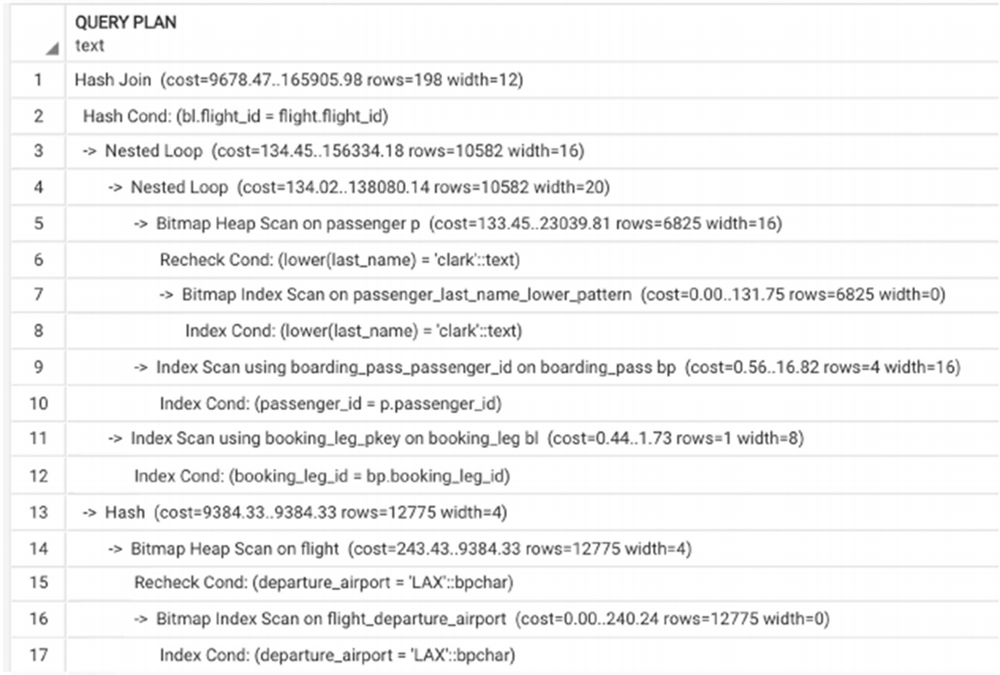 QUERY PLAN
text
1 Hash Join (cost=9678.47..165905.98 rows=198 width=12)
2 Hash Cond: (bl.flight_id = flight.flight_id)
3 -> Nested Loop (cost=134.45..156334.18 rows=10582 width=16)
4 -> Nested Loop (cost=134.02..138080.14 rows=10582 width=20)
5 -> Bitmap Heap Scan on passenger p (cost=133.45..23039.81 rows=6825 width=16)
6 Recheck Cond: (lower(last_name) = 'clark'::text)
7 -> Bitmap Index Scan on passenger_last_name_lower_pattern (cost=0.00..131.75 rows=6825 width=0)
8 Index Cond: (lower(last_name) = 'clark'::text)
9 -> Index Scan using boarding_pass_passenger_id on boarding_pass bp (cost=0.56..16.82 rows=4 width=16)
10 Index Cond: (passenger_id = p.passenger_id)
11 -> Index Scan using booking_leg_pkey on booking_leg bl (cost=0.44..1.73 rows=1 width=8)
12 Index Cond: (booking_leg_id = bp.booking_leg_id)
13 -> Hash (cost=9384.33..9384.33 rows=12775 width=4)
14 -> Bitmap Heap Scan on flight (cost=243.43..9384.33 rows=12775 width=4)
15 Recheck Cond: (departure_airport = 'LAX'::bpchar)
16 -> Bitmap Index Scan on flight_departure_airport (cost=0.00..240.24 rows=12775 width=0)
17 Index Cond: (departure_airport = 'LAX'::bpchar)